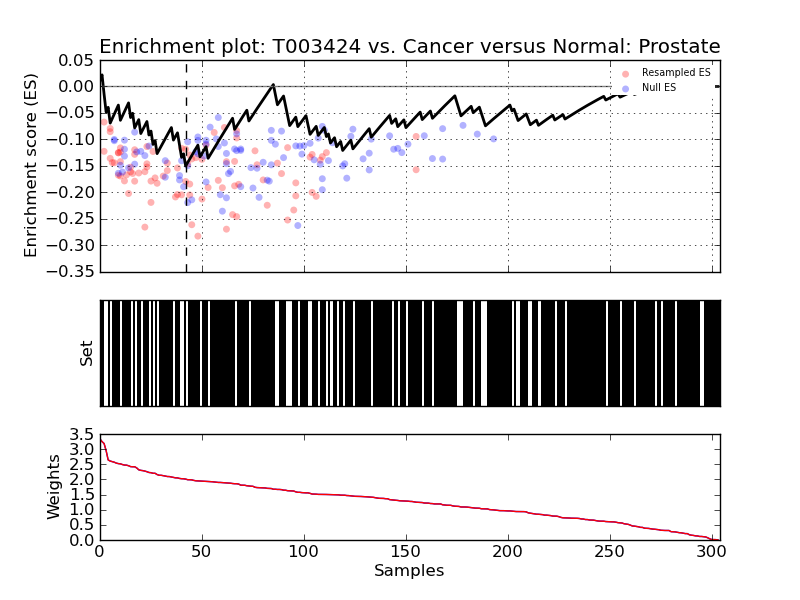 Enrichment plot: T003424 vs. Cancer versus Normal: Prostate
Enrichment score (ES)
0.05
0.00
−0.05
−0.10
−0.15
−0.20
−0.25
−0.30
−0.35
Resampled ES
Null ES
Set
Weights
3.5
3.0
2.5
2.0
1.5
1.0
0.5
0.0
0 50 100 150 200 250 300
Samples